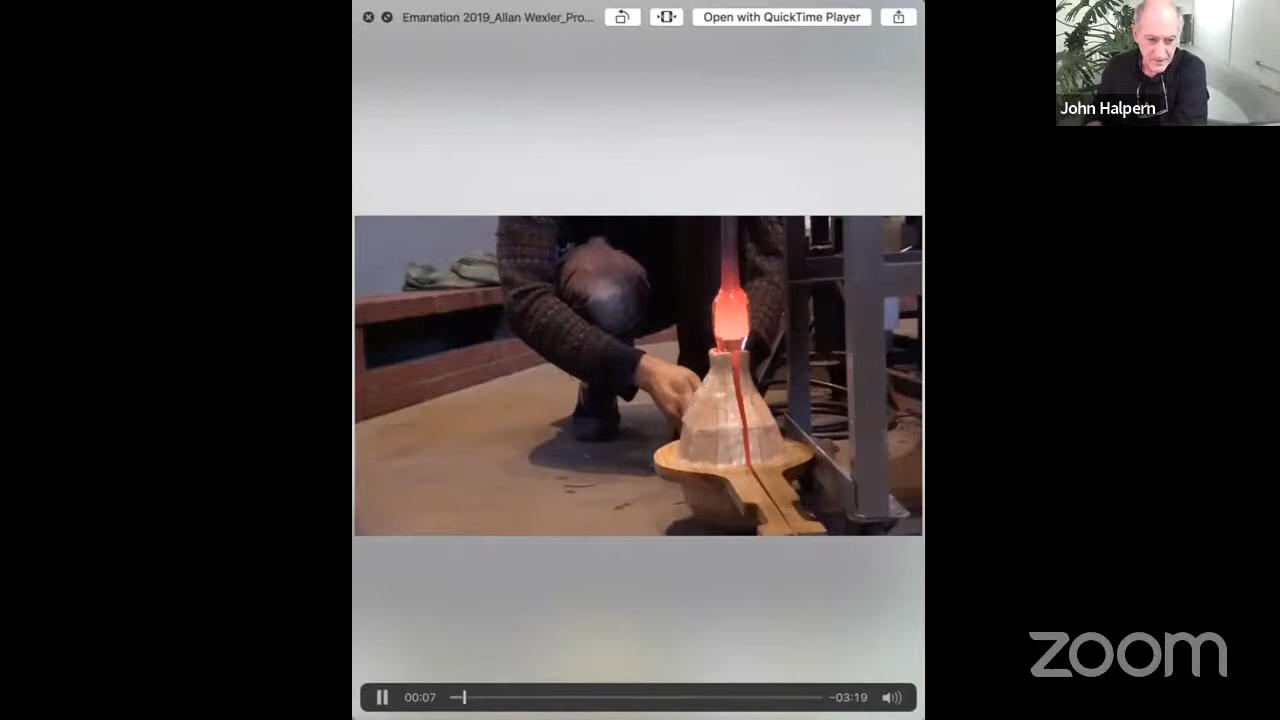 Emanation 2019_Allan Wexler_Pro...
Open with QuickTime Player
John Halpern
00:07
−03:19
zoom